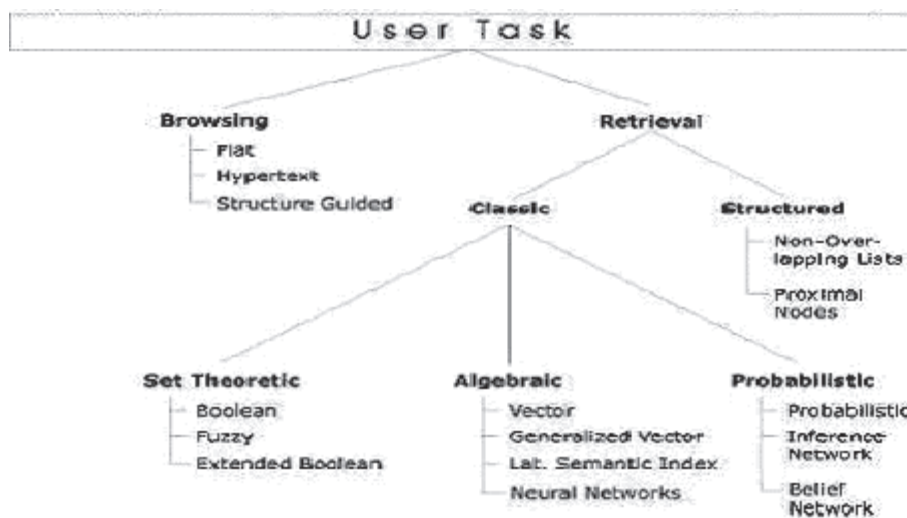 User Task
Browsing
Flat
Hypertext
Structure Guided
Retrieval
Classic
Structured
Non-Over-
lapping Lists
Proximal
Nodes
Set Theoretic
Boolean
Fuzzy
Extended Boolean
Algebraic
Vector
Generalized Vector
Lat. Semantic Index
Neural Networks
Probabilistic
Probabilistic
Inference
Network
Belief
Network